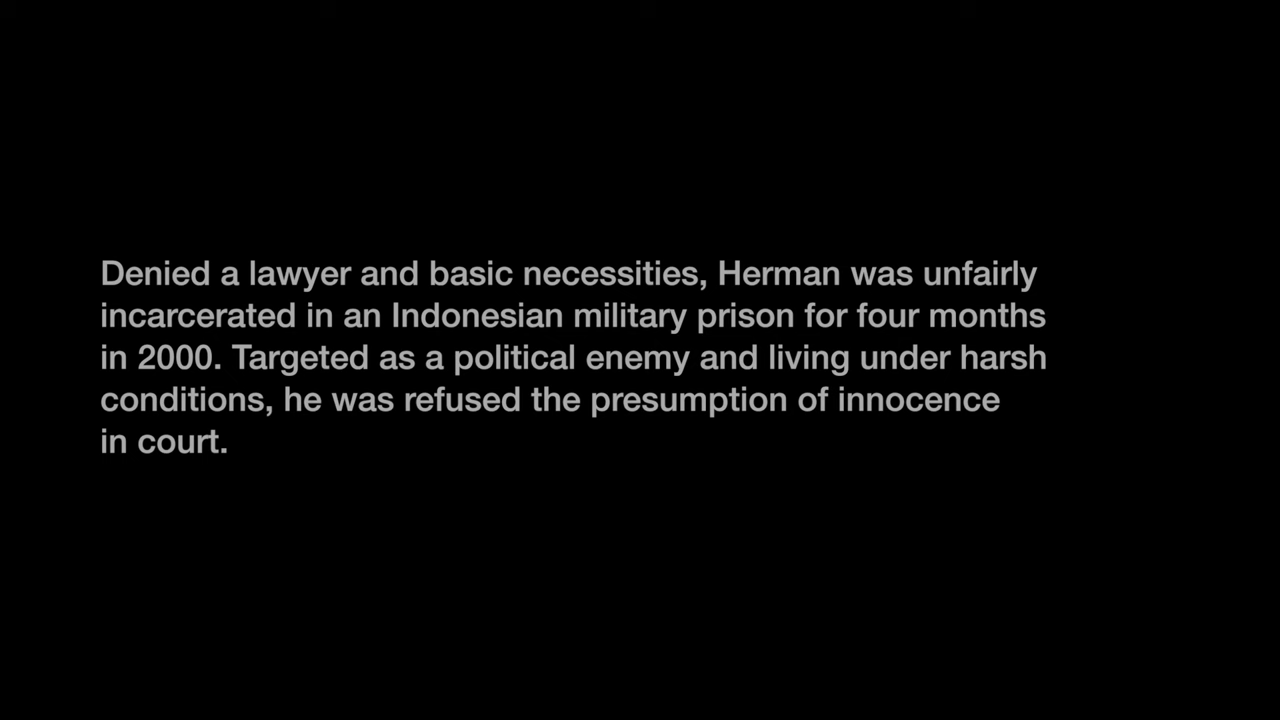 Denied a lawyer and basic necessities, Herman was unfairly
incarcerated in an Indonesian military prison for four months
in 2000. Targeted as a political enemy and living under harsh
conditions, he was refused the presumption of innocence
in court.